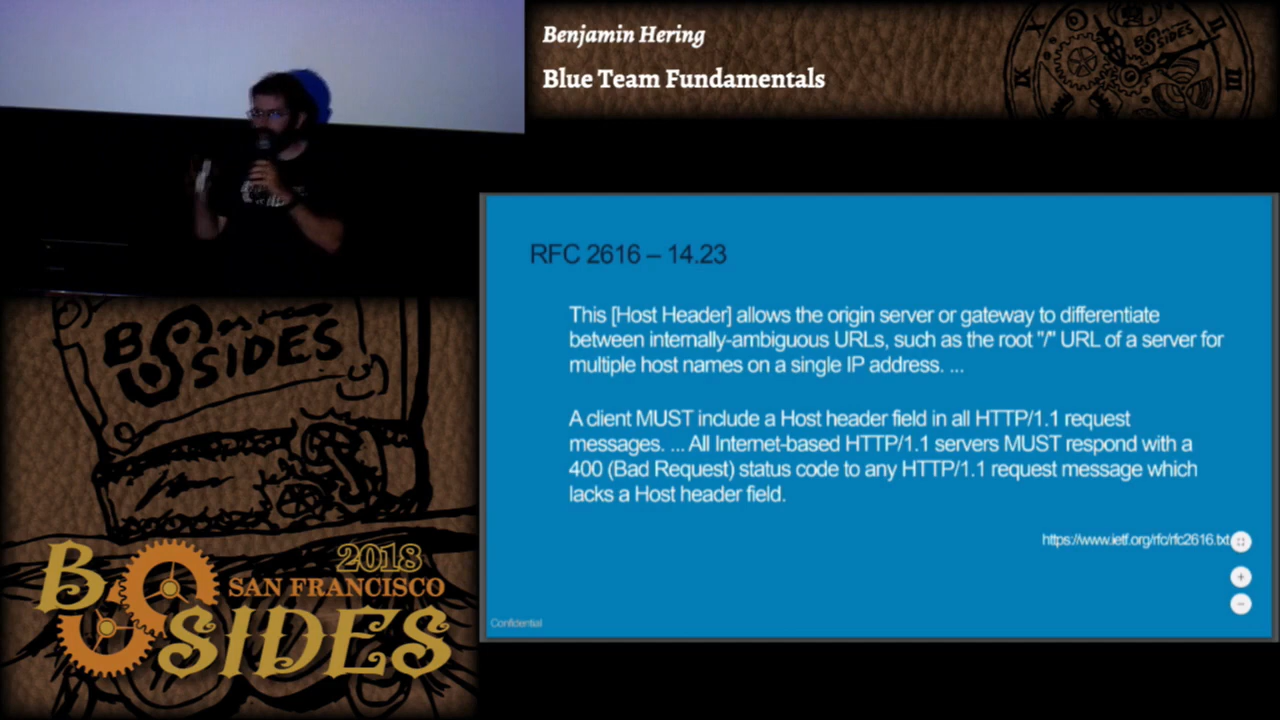 Benjamin Hering
Blue Team Fundamentals
BSIDES
RFC 2616 – 14.23
This [Host Header] allows the origin server or gateway to differentiate
between internally-ambiguous URLs, such as the root "/" URL of a server for
multiple host names on a single IP address. ...
A client MUST include a Host header field in all HTTP/1.1 request
messages. ... All Internet-based HTTP/1.1 servers MUST respond with a
400 (Bad Request) status code to any HTTP/1.1 request message which
lacks a Host header field.
https://www.ietf.org/rfc/rfc2616.txt
Confidential
BSIDES
2018
SAN FRANCISCO
BSIDES